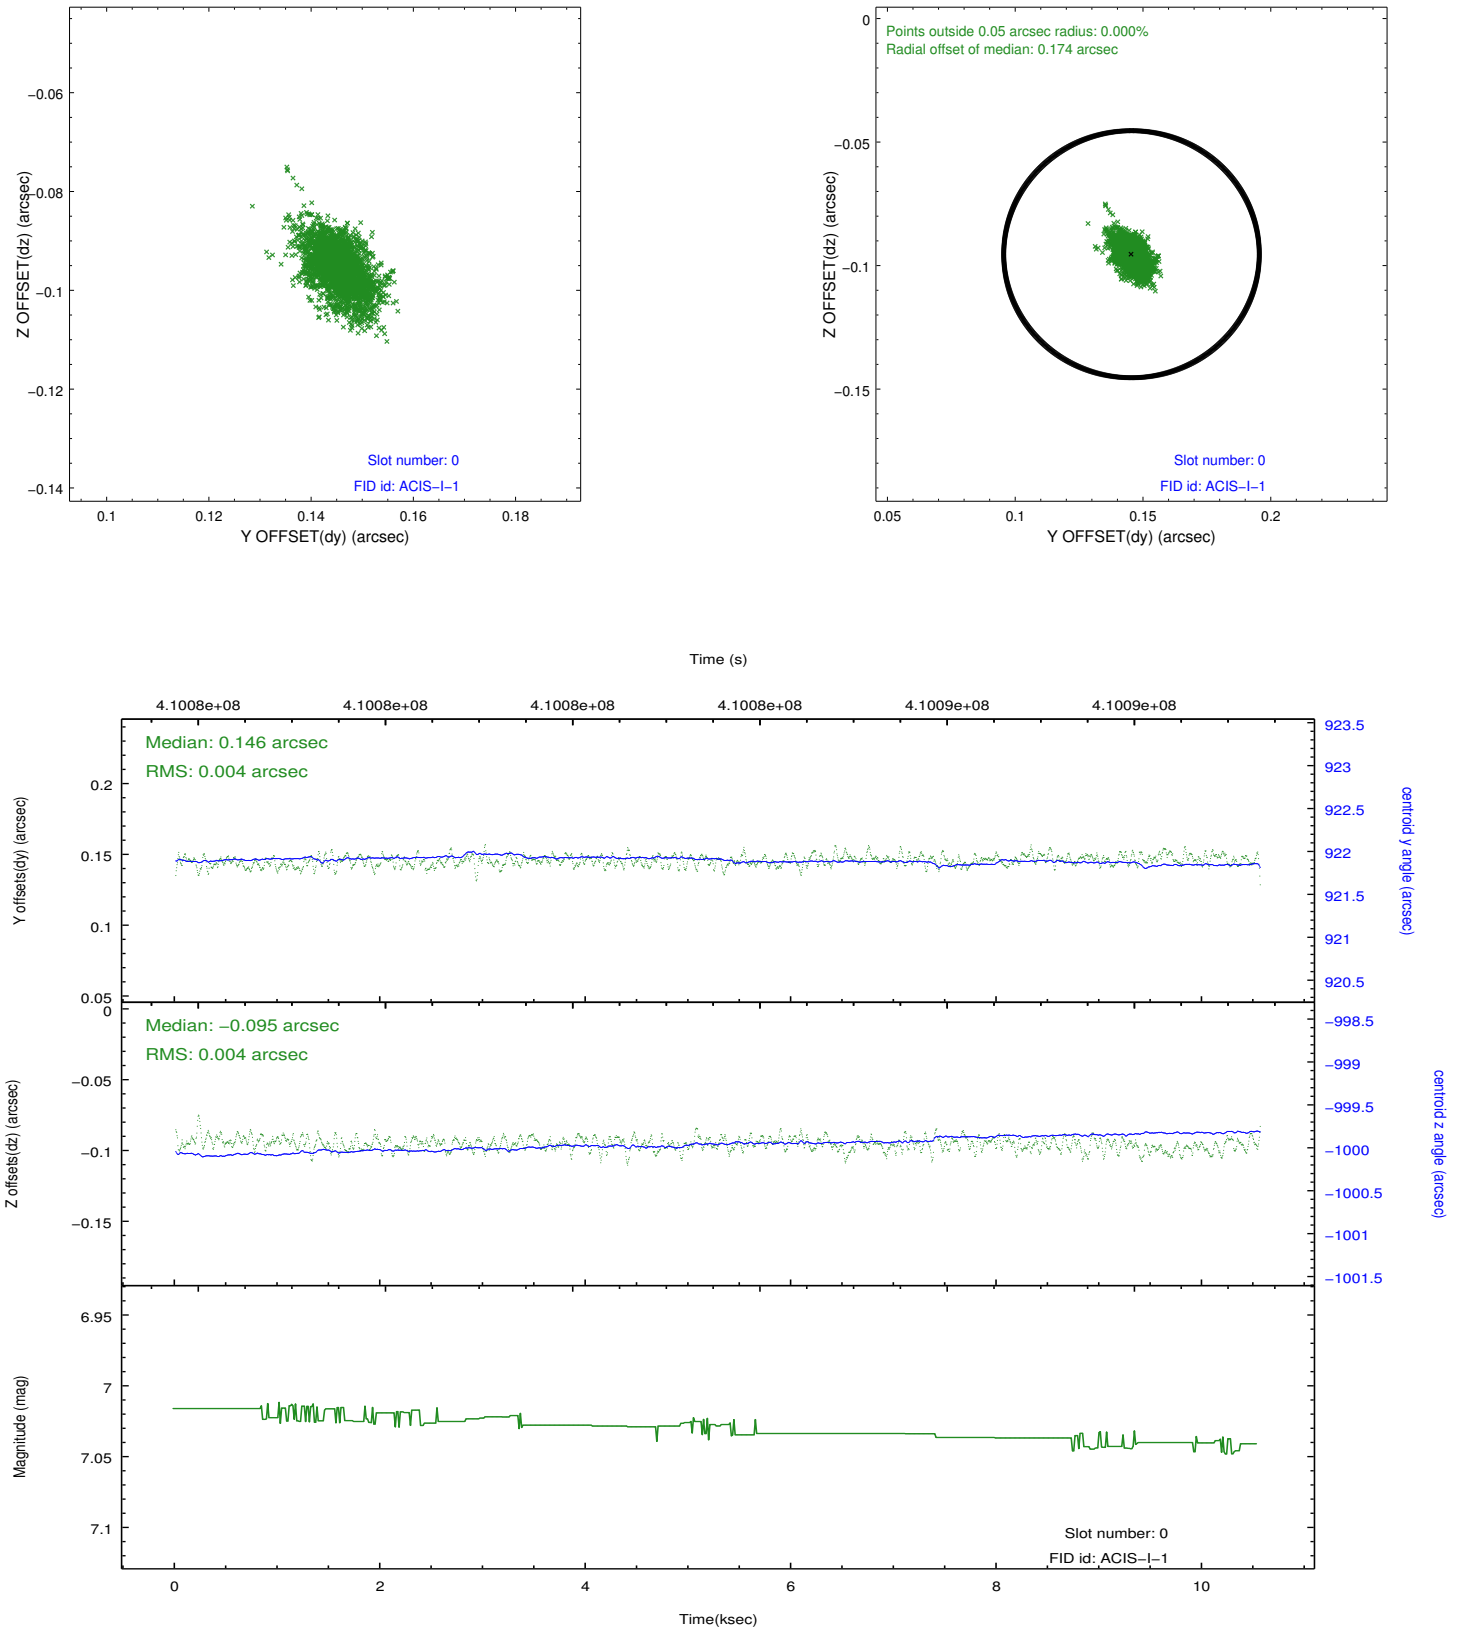 −0.06
−0.08
−0.1
−0.12
−0.14
Z OFFSET(dz) (arcsec)
Slot number: 0
FID id: ACIS−I−1
0.1 0.12 0.14 0.16 0.18
Y OFFSET(dy) (arcsec)
Points outside 0.05 arcsec radius: 0.000%
Radial offset of median: 0.174 arcsec
0
−0.05
−0.1
−0.15
Z OFFSET(dz) (arcsec)
Slot number: 0
FID id: ACIS−I−1
0.05 0.1 0.15 0.2
Y OFFSET(dy) (arcsec)
Time (s)
4.1008e+08 4.1008e+08 4.1008e+08 4.1008e+08 4.1009e+08 4.1009e+08
Median: 0.146 arcsec
RMS: 0.004 arcsec
0.2
0.15
0.1
0.05
Y offsets(dy) (arcsec)
923.5
923
922.5
922
921.5
921
920.5
centroid y angle (arcsec)
Median: −0.095 arcsec
RMS: 0.004 arcsec
0
−0.05
−0.1
−0.15
Z offsets(dz) (arcsec)
−998.5
−999
−999.5
−1000
−1000.5
−1001
−1001.5
centroid z angle (arcsec)
6.95
7
7.05
7.1
Magnitude (mag)
Slot number: 0
FID id: ACIS−I−1
0 2 4 6 8 10
Time(ksec)